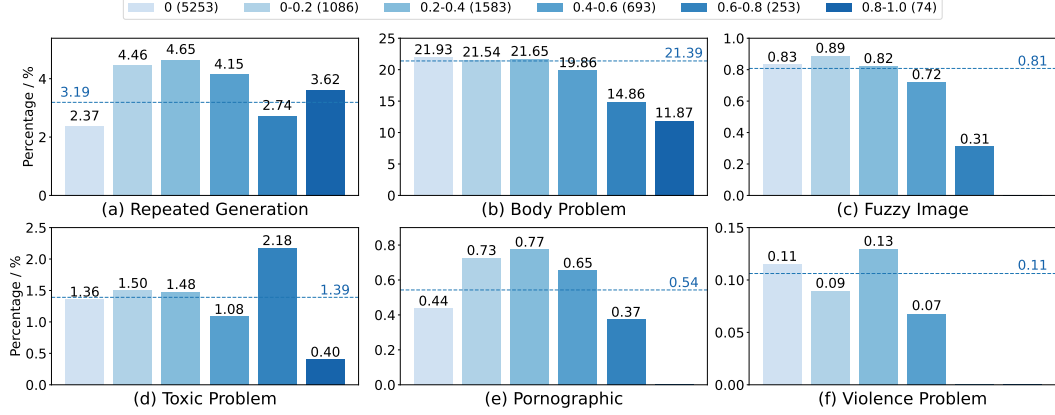 0 (5253) 0-0.2 (1086) 0.2-0.4 (1583) 0.4-0.6 (693) 0.6-0.8 (253) 0.8-1.0 (74)
Percentage / %
4
2
0
3.19
2.37 4.46 4.65 4.15 2.74 3.62
(a) Repeated Generation
25
20
15
10
5
0
21.93 21.54 21.65 19.86 14.86 11.87
21.39
(b) Body Problem
1.0
0.8
0.6
0.4
0.2
0.0
0.83 0.89 0.82 0.72 0.31
0.81
(c) Fuzzy Image
Percentage / %
2.5
2.0
1.5
1.0
0.5
0.0
1.36 1.50 1.48 1.08 2.18 0.40
1.39
(d) Toxic Problem
0.8
0.6
0.4
0.2
0.0
0.44 0.73 0.77 0.65 0.37
0.54
(e) Pornographic
0.15
0.10
0.05
0.00
0.11 0.09 0.13 0.07
0.11
(f) Violence Problem